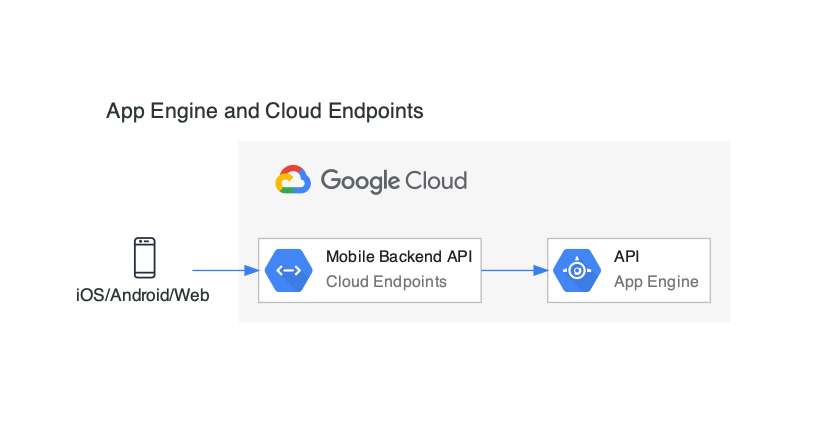 App Engine and Cloud Endpoints
Google Cloud
iOS/Android/Web
Mobile Backend API
Cloud Endpoints
API
App Engine